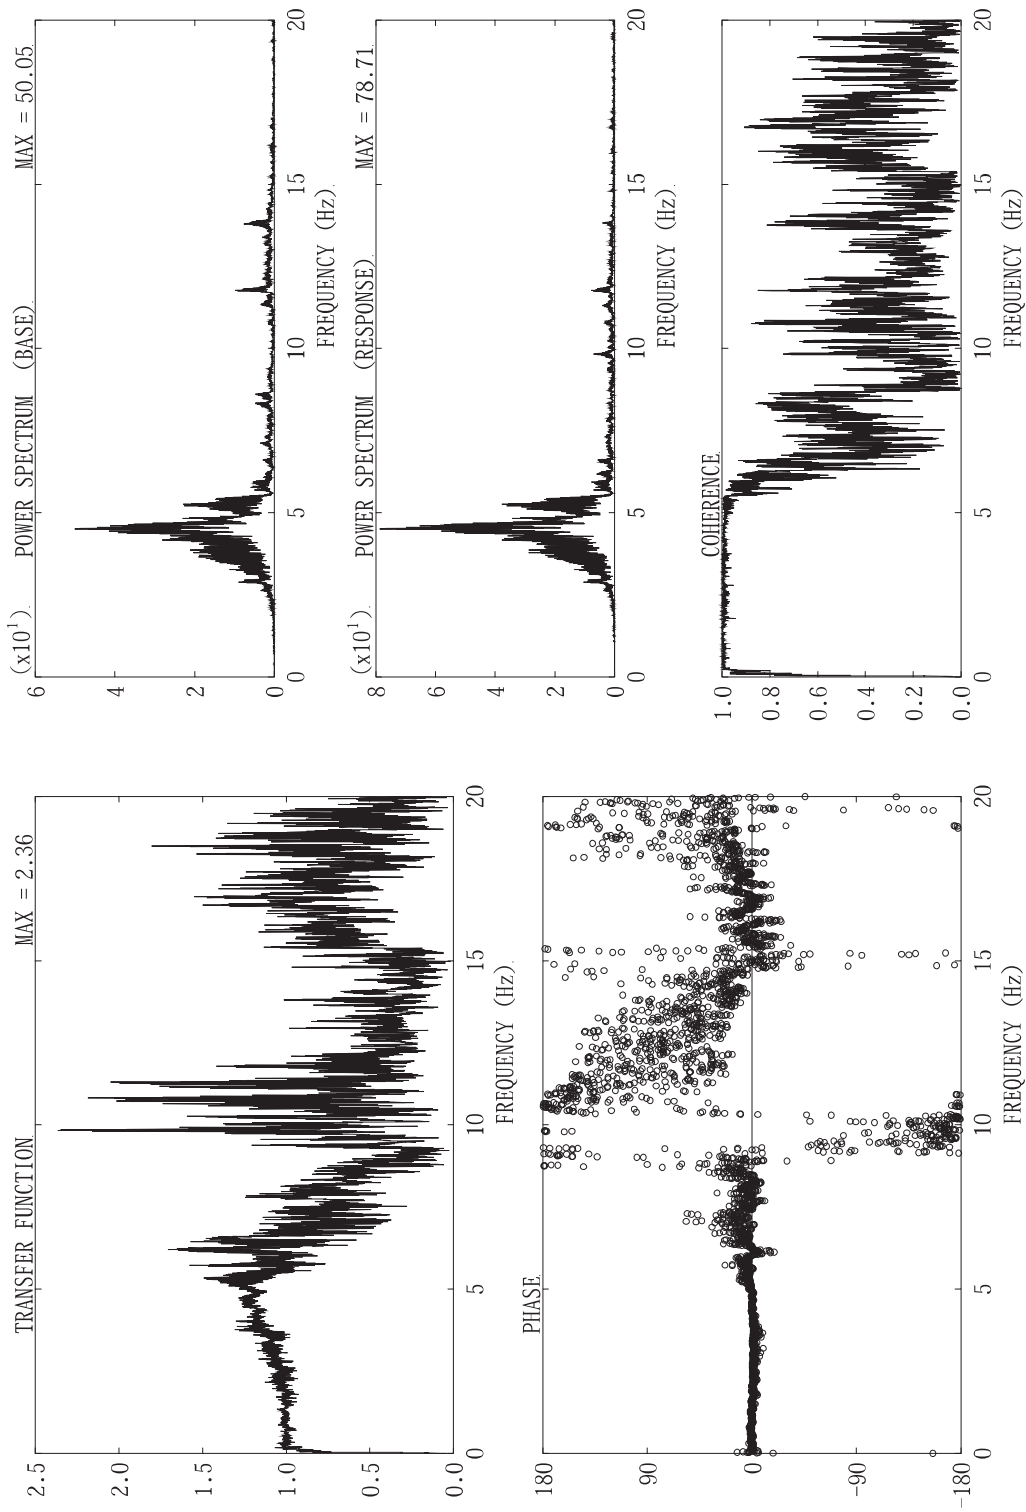 TRANSFER FUNCTION MAX = 2.36
2.5
2.0
1.5
1.0
0.5
0.0
0 5 10 15 20
FREQUENCY (Hz)
PHASE
180
90
0
-90
-180
0 5 10 15 20
FREQUENCY (Hz)
(x10¹) POWER SPECTRUM (BASE) MAX = 50.05
6
4
2
0
0 5 10 15 20
FREQUENCY (Hz)
(x10¹) POWER SPECTRUM (RESPONSE) MAX = 78.71
8
6
4
2
0
0 5 10 15 20
FREQUENCY (Hz)
COHERENCE
1.0
0.8
0.6
0.4
0.2
0.0
0 5 10 15 20
FREQUENCY (Hz)